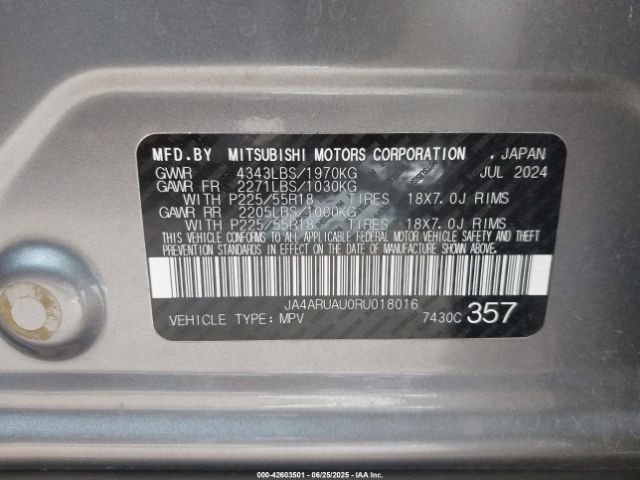 MFD.BY MITSUBISHI MOTORS CORPORATION , JAPAN
GVWR 4343LBS/1970KG JUL 2024
GAWR FR 2271LBS/1030KG
WITH P225/55R18 TIRES 18X7.0J RIMS
GAWR RR 2205LBS/1000KG
WITH P225/55R18 TIRES 18X7.0J RIMS
THIS VEHICLE CONFORMS TO ALL APPLICABLE FEDERAL MOTOR VEHICLE SAFETY AND THEFT
PREVENTION STANDARDS IN EFFECT ON THE DATE OF MANUFACTURE SHOWN ABOVE.
JA4ARUAU0RU018016
VEHICLE TYPE:MPV 7430C 357
000-42603501 - 06/25/2025 - © IAA Holdings, LLC